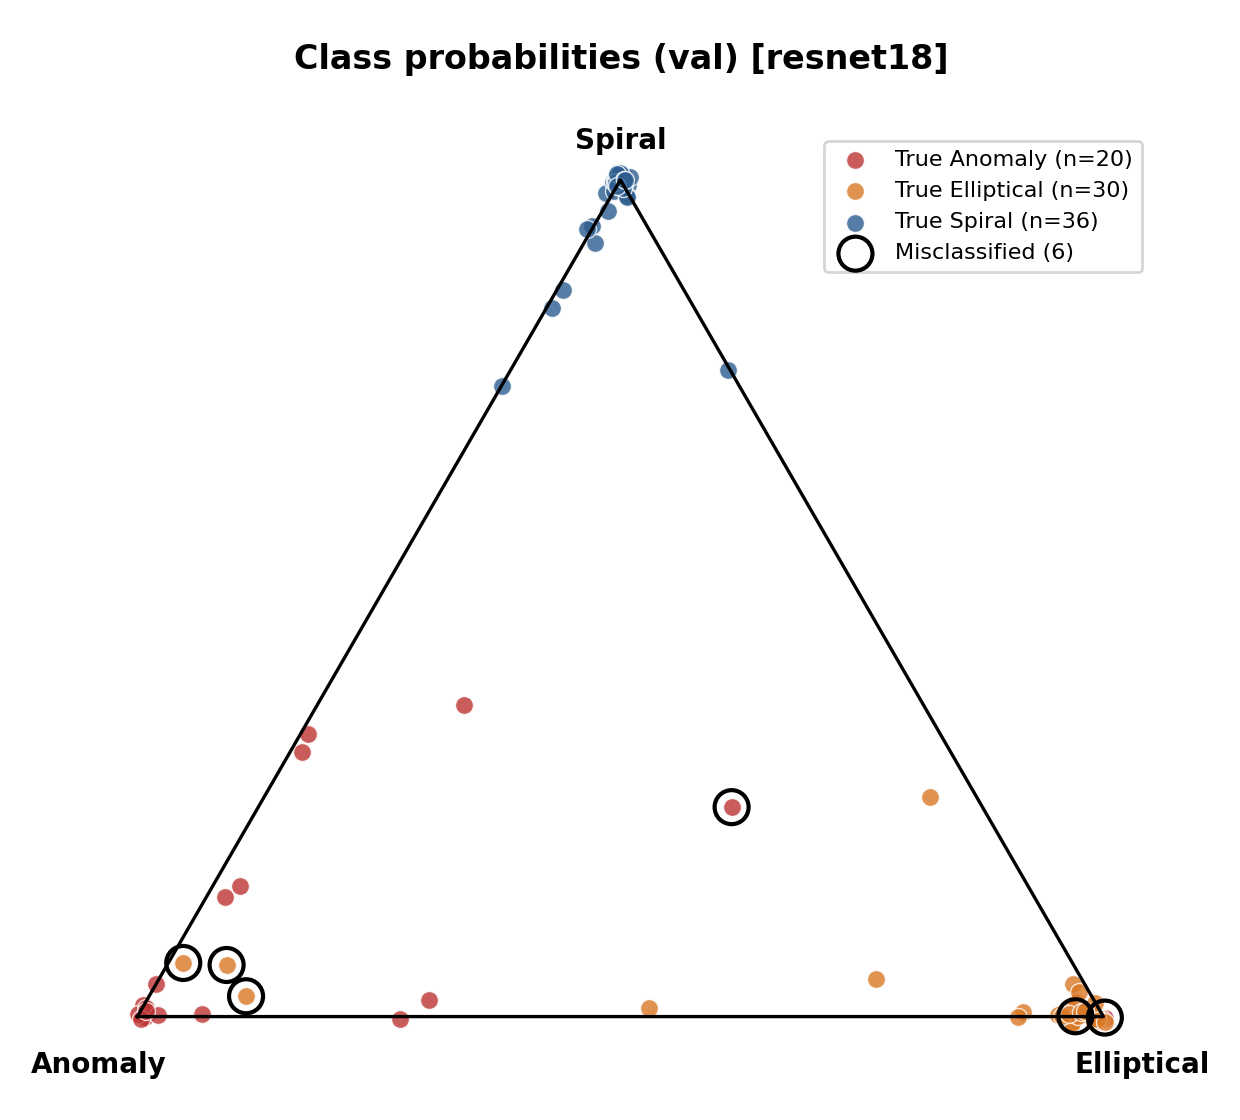 Class probabilities (val) [resnet18]
Spiral
True Anomaly (n=20)
True Elliptical (n=30)
True Spiral (n=36)
Misclassified (6)
Anomaly
Elliptical